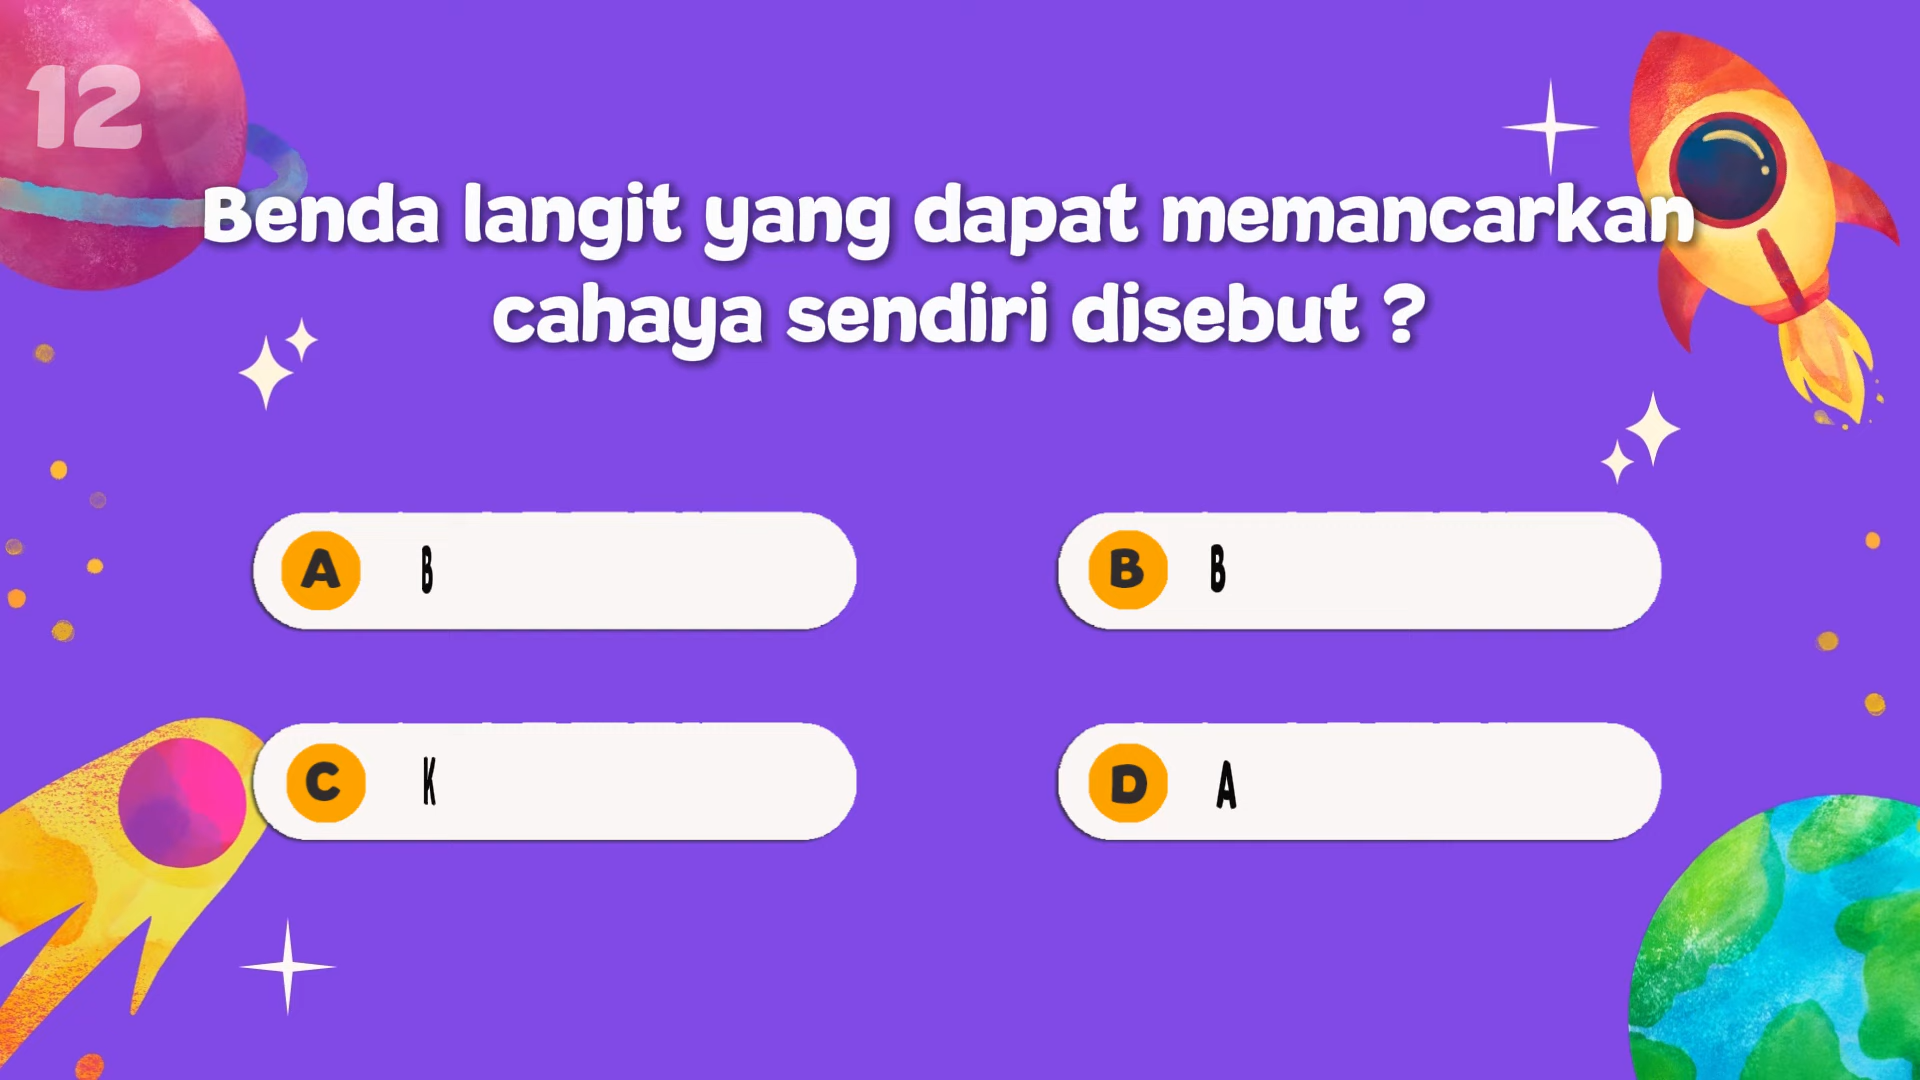 12
Benda langit yang dapat memancarkan
cahaya sendiri disebut ?
A B
B B
C K
D A